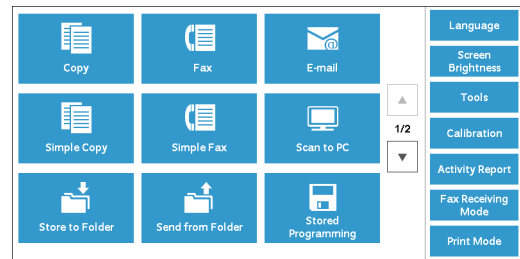 Copy
Fax
E-mail
Simple Copy
Simple Fax
Scan to PC
Store to Folder
Send from Folder
Stored
Programming
1/2
Language
Screen
Brightness
Tools
Calibration
Activity Report
Fax Receiving
Mode
Print Mode